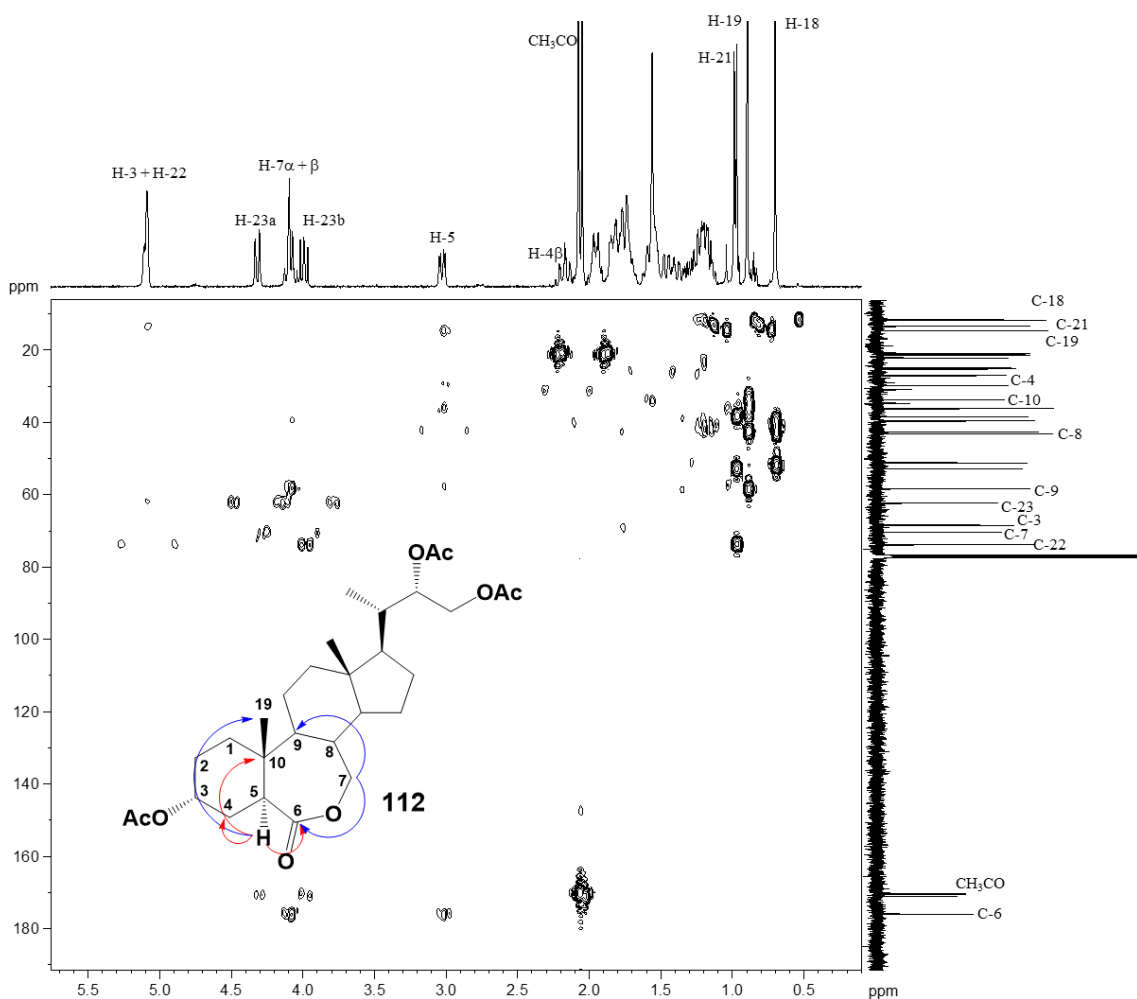 H-19
H-18
CH₃CO
H-21
H-3 + H-22
H-7α + β
H-23a
H-23b
H-5
H-4β
ppm
C-18
C-21
C-19
C-4
C-10
C-8
C-9
C-23
C-3
C-7
C-22
CH₃CO
C-6
20
40
60
80
100
120
140
160
180
OAc
OAc
19
1
2
3
4
5
6
7
8
9
10
AcO
H
O
O
112
5.5 5.0 4.5 4.0 3.5 3.0 2.5 2.0 1.5 1.0 0.5 ppm